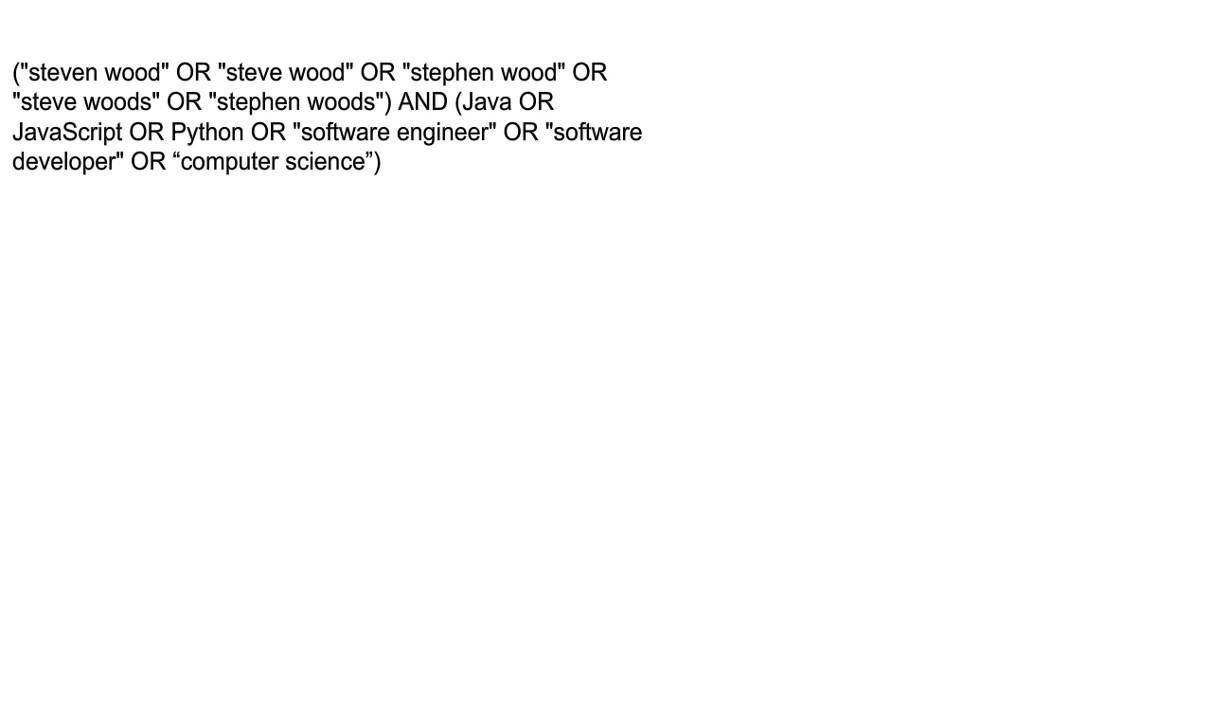 ("steven wood" OR "steve wood" OR "stephen wood" OR
"steve woods" OR "stephen woods") AND (Java OR
JavaScript OR Python OR "software engineer" OR "software
developer" OR “computer science”)